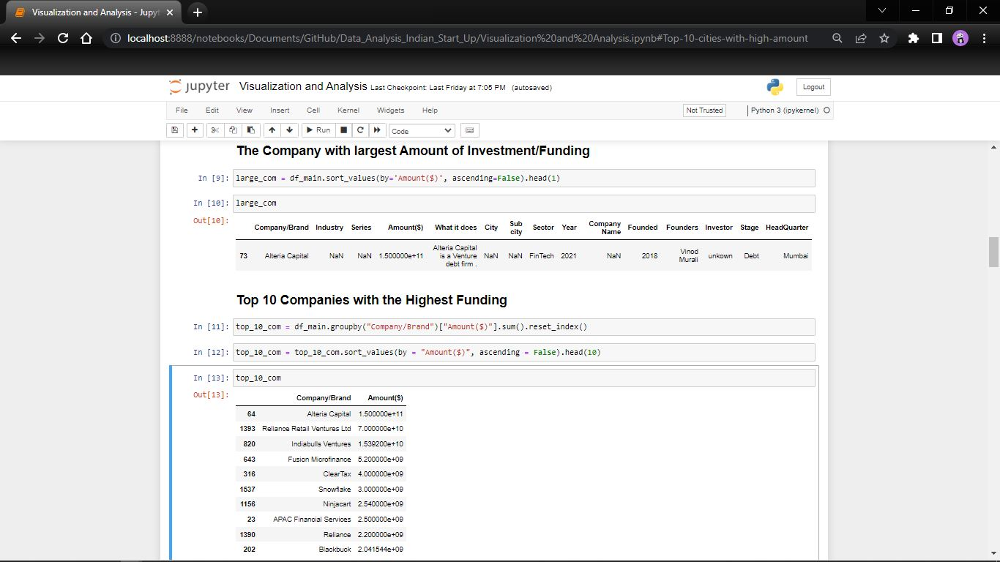 Visualization and Analysis - Jupyt
localhost:8888/notebooks/Documents/GitHub/Data_Analysis_Indian_Start_Up/Visualization%20and%20Analysis.ipynb#Top-10-cities-with-high-amount
jupyter Visualization and Analysis Last Checkpoint: Last Friday at 7:05 PM (autosaved) Logout
File Edit View Insert Cell Kernel Widgets Help Not Trusted Python 3 (ipykernel)
Run Code
The Company with largest Amount of Investment/Funding
In [9]: large_com = df_main.sort_values(by='Amount($)', ascending=False).head(1)
In [10]: large_com
Out[10]:
Company/Brand Industry Series Amount($) What it does City Sub city Sector Year Company Name Founded Founders Investor Stage HeadQuarter
73 Alteria Capital NaN NaN 1.500000e+11 Alteria Capital is a Venture debt firm . NaN NaN FinTech 2021 NaN 2018 Vinod Murali unkown Debt Mumbai
Top 10 Companies with the Highest Funding
In [11]: top_10_com = df_main.groupby("Company/Brand")["Amount($)"].sum().reset_index()
In [12]: top_10_com = top_10_com.sort_values(by = "Amount($)", ascending = False).head(10)
In [13]: top_10_com
Out[13]:
Company/Brand Amount($)
64 Alteria Capital 1.500000e+11
1393 Reliance Retail Ventures Ltd 7.000000e+10
820 Indiabulls Ventures 1.539200e+10
643 Fusion Microfinance 5.200000e+09
316 ClearTax 4.000000e+09
1537 Snowflake 3.000000e+09
1156 Ninjacart 2.540000e+09
23 APAC Financial Services 2.500000e+09
1390 Reliance 2.200000e+09
202 Blackbuck 2.041544e+09